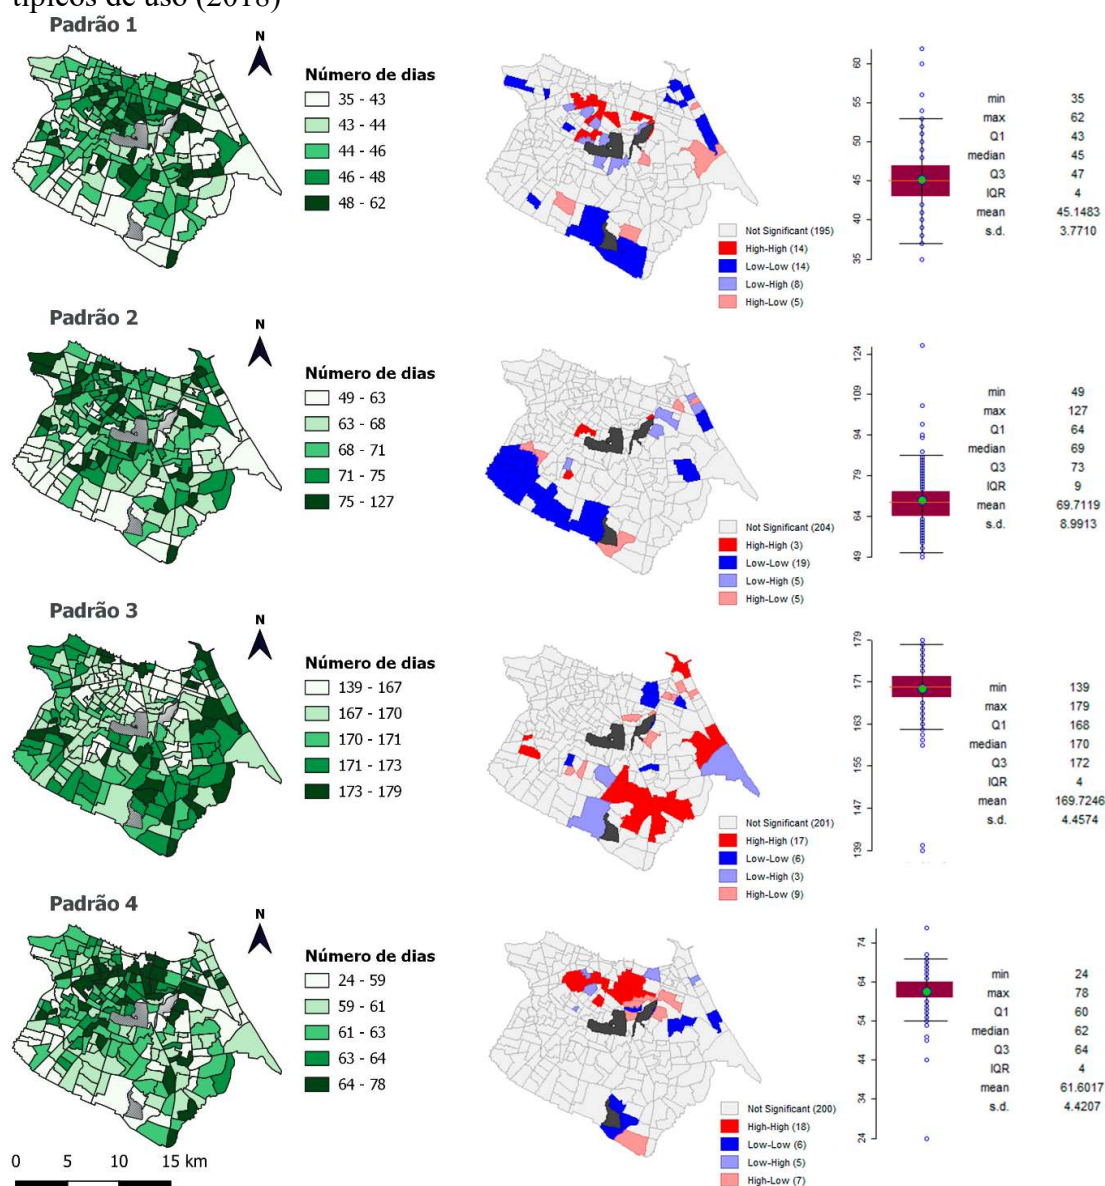 típicos de uso (2018)
Padrão 1
N
Número de dias
35 - 43
43 - 44
44 - 46
46 - 48
48 - 62
Not Significant (195)
High-High (14)
Low-Low (14)
Low-High (8)
High-Low (5)
60
55
50
45
40
35
min 35
max 62
Q1 43
median 45
Q3 47
IQR 4
mean 45.1483
s.d. 3.7710
Padrão 2
N
Número de dias
49 - 63
63 - 68
68 - 71
71 - 75
75 - 127
Not Significant (204)
High-High (3)
Low-Low (19)
Low-High (5)
High-Low (5)
124
109
94
79
64
49
min 49
max 127
Q1 64
median 69
Q3 73
IQR 9
mean 69.7119
s.d. 8.9913
Padrão 3
N
Número de dias
139 - 167
167 - 170
170 - 171
171 - 173
173 - 179
Not Significant (201)
High-High (17)
Low-Low (6)
Low-High (3)
High-Low (9)
179
171
163
155
147
139
min 139
max 179
Q1 168
median 170
Q3 172
IQR 4
mean 169.7246
s.d. 4.4574
Padrão 4
N
Número de dias
24 - 59
59 - 61
61 - 63
63 - 64
64 - 78
Not Significant (200)
High-High (18)
Low-Low (6)
Low-High (5)
High-Low (7)
74
64
54
44
34
24
min 24
max 78
Q1 60
median 62
Q3 64
IQR 4
mean 61.6017
s.d. 4.4207
0 5 10 15 km